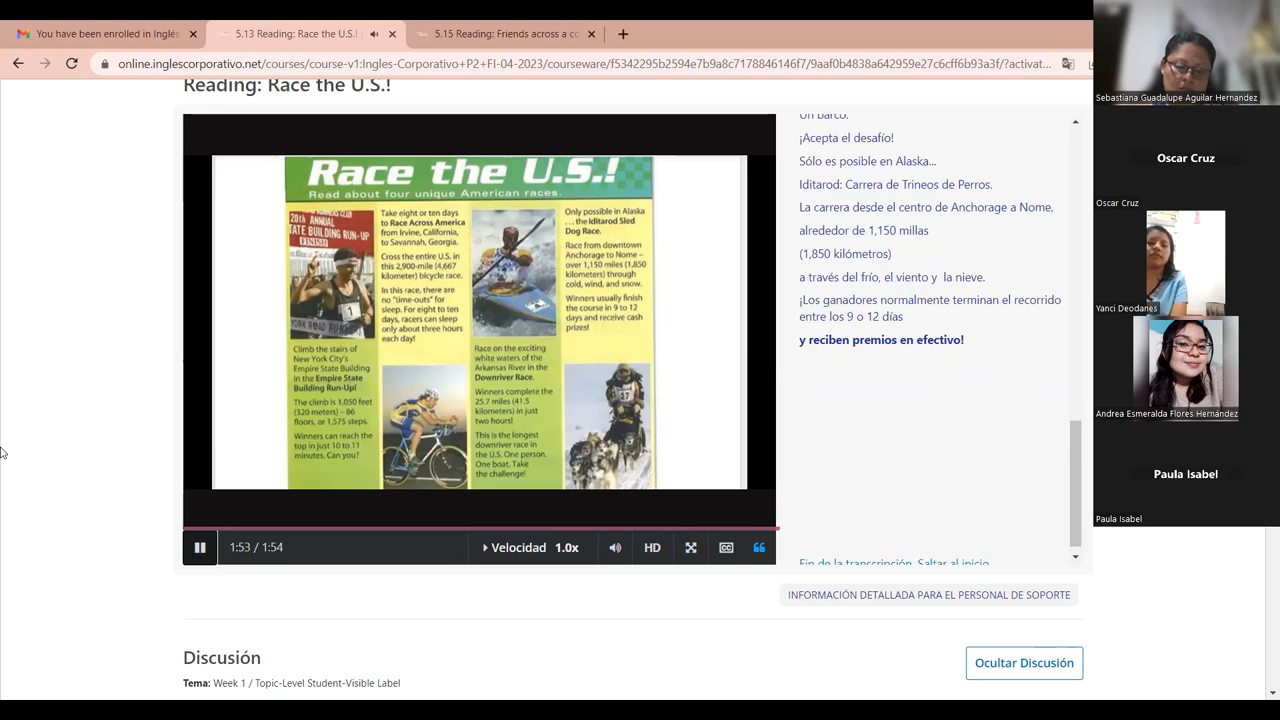 You have been enrolled in Inglés
5.13 Reading: Race the U.S.!
5.15 Reading: Friends across a co
online.inglescorporativo.net/courses/course-v1:Ingles-Corporativo+P2+FI-04-2023/courseware/f5342295b2594e7b9a8c7178846146f7/9aaf0b4838a642959e27c6cff6b93a3f/?activat...
Reading: Race the U.S.!
Race the U.S.!
Read about four unique American races.
20th ANNUAL
STATE BUILDING RUN-UP
FINISH
1
YORK ROAD RU
Climb the stairs of
New York City's
Empire State Building
in the Empire State
Building Run-Up!
The climb is 1,050 feet
(320 meters) – 86
floors, or 1,575 steps.
Winners can reach the
top in just 10 to 11
minutes. Can you?
Take eight or ten days
to Race Across America
from Irvine, California,
to Savannah, Georgia.
Cross the entire U.S. in
this 2,900-mile (4,667
kilometer) bicycle race.
In this race, there are
no "time-outs" for
sleep. For eight to ten
days, racers can sleep
only about three hours
each day!
Race on the exciting
white waters of the
Arkansas River in the
Downriver Race.
Winners complete the
25.7 miles (41.5
kilometers) in just
two hours!
This is the longest
downriver race in
the U.S. One person.
One boat. Take
the challenge!
Only possible in Alaska
. . . the Iditarod Sled
Dog Race.
Race from downtown
Anchorage to Nome –
over 1,150 miles (1,850
kilometers) through
cold, wind, and snow.
Winners usually finish
the course in 9 to 12
days and receive cash
prizes!
17
1:53 / 1:54
Velocidad 1.0x
HD
Un barco.
¡Acepta el desafío!
Sólo es posible en Alaska...
Iditarod: Carrera de Trineos de Perros.
La carrera desde el centro de Anchorage a Nome,
alrededor de 1,150 millas
(1,850 kilómetros)
a través del frío, el viento y la nieve.
¡Los ganadores normalmente terminan el recorrido
entre los 9 o 12 días
y reciben premios en efectivo!
Fin de la transcripción. Saltar al inicio.
INFORMACIÓN DETALLADA PARA EL PERSONAL DE SOPORTE
Discusión
Tema: Week 1 / Topic-Level Student-Visible Label
Ocultar Discusión
Sebastiana Guadalupe Aguilar Hernandez
Oscar Cruz
Oscar Cruz
Yanci Deodanes
Andrea Esmeralda Flores Hernández
Paula Isabel
Paula Isabel